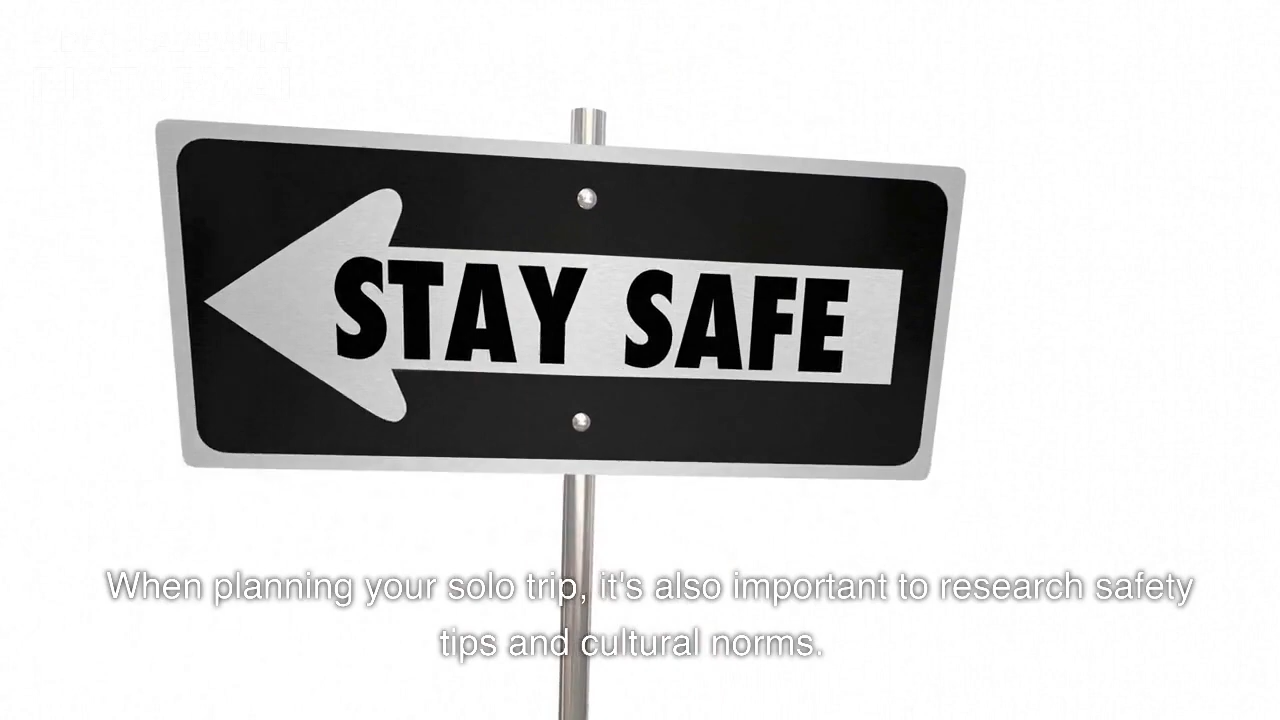 STAY SAFE
When planning your solo trip, it's also important to research safety
tips and cultural norms.